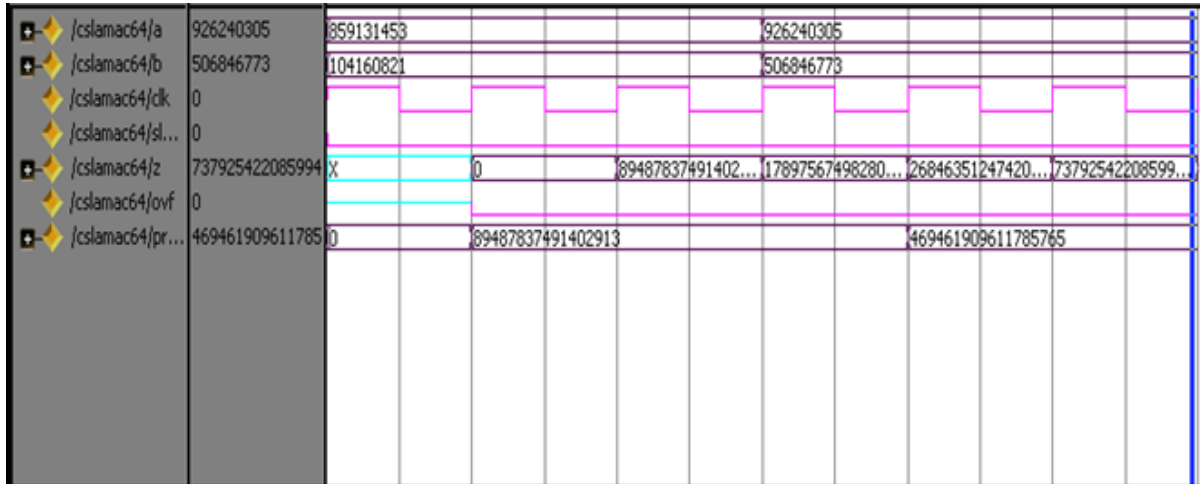 /cslamac64/a 926240305 859131453 926240305
/cslamac64/b 506846773 104160821 506846773
/cslamac64/clk 0
/cslamac64/sl... 0
/cslamac64/z 737925422085994 X 0 89487837491402... 17897567498280... 26846351247420... 73792542208599...
/cslamac64/ovf 0
/cslamac64/pr... 469461909611785 0 89487837491402913 469461909611785765